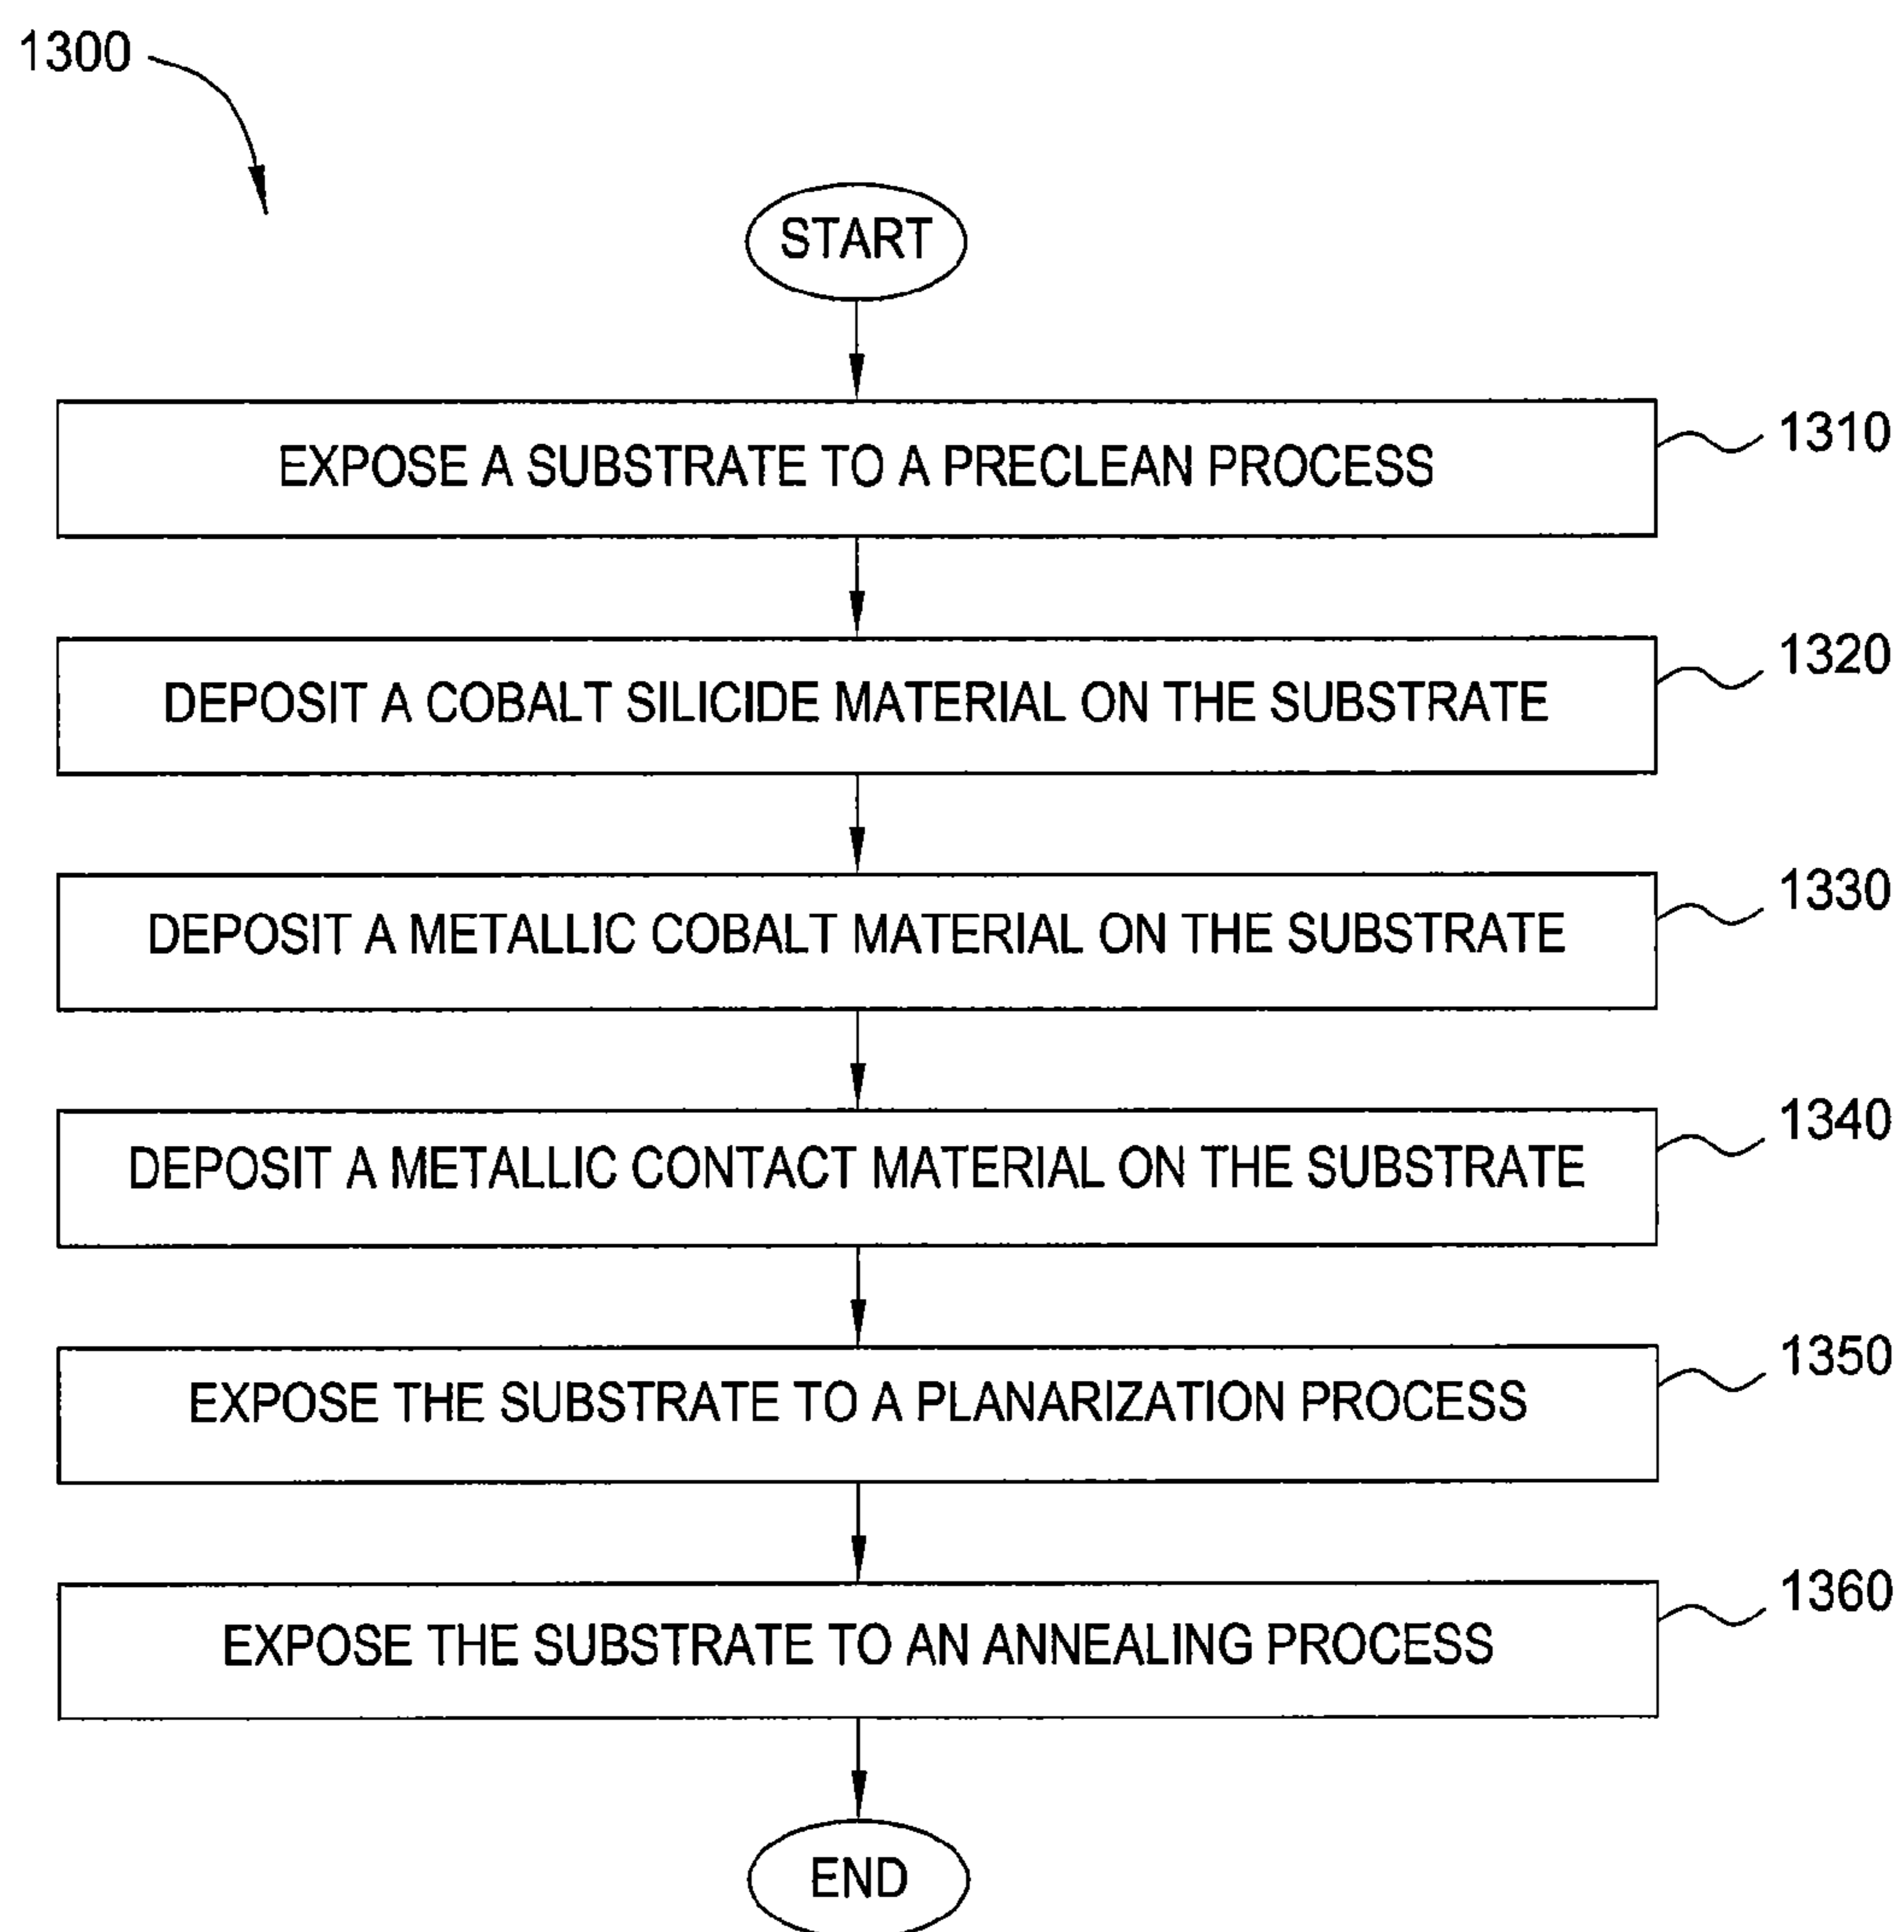 1300
START
EXPOSE A SUBSTRATE TO A PRECLEAN PROCESS
1310
DEPOSIT A COBALT SILICIDE MATERIAL ON THE SUBSTRATE
1320
DEPOSIT A METALLIC COBALT MATERIAL ON THE SUBSTRATE
1330
DEPOSIT A METALLIC CONTACT MATERIAL ON THE SUBSTRATE
1340
EXPOSE THE SUBSTRATE TO A PLANARIZATION PROCESS
1350
EXPOSE THE SUBSTRATE TO AN ANNEALING PROCESS
1360
END